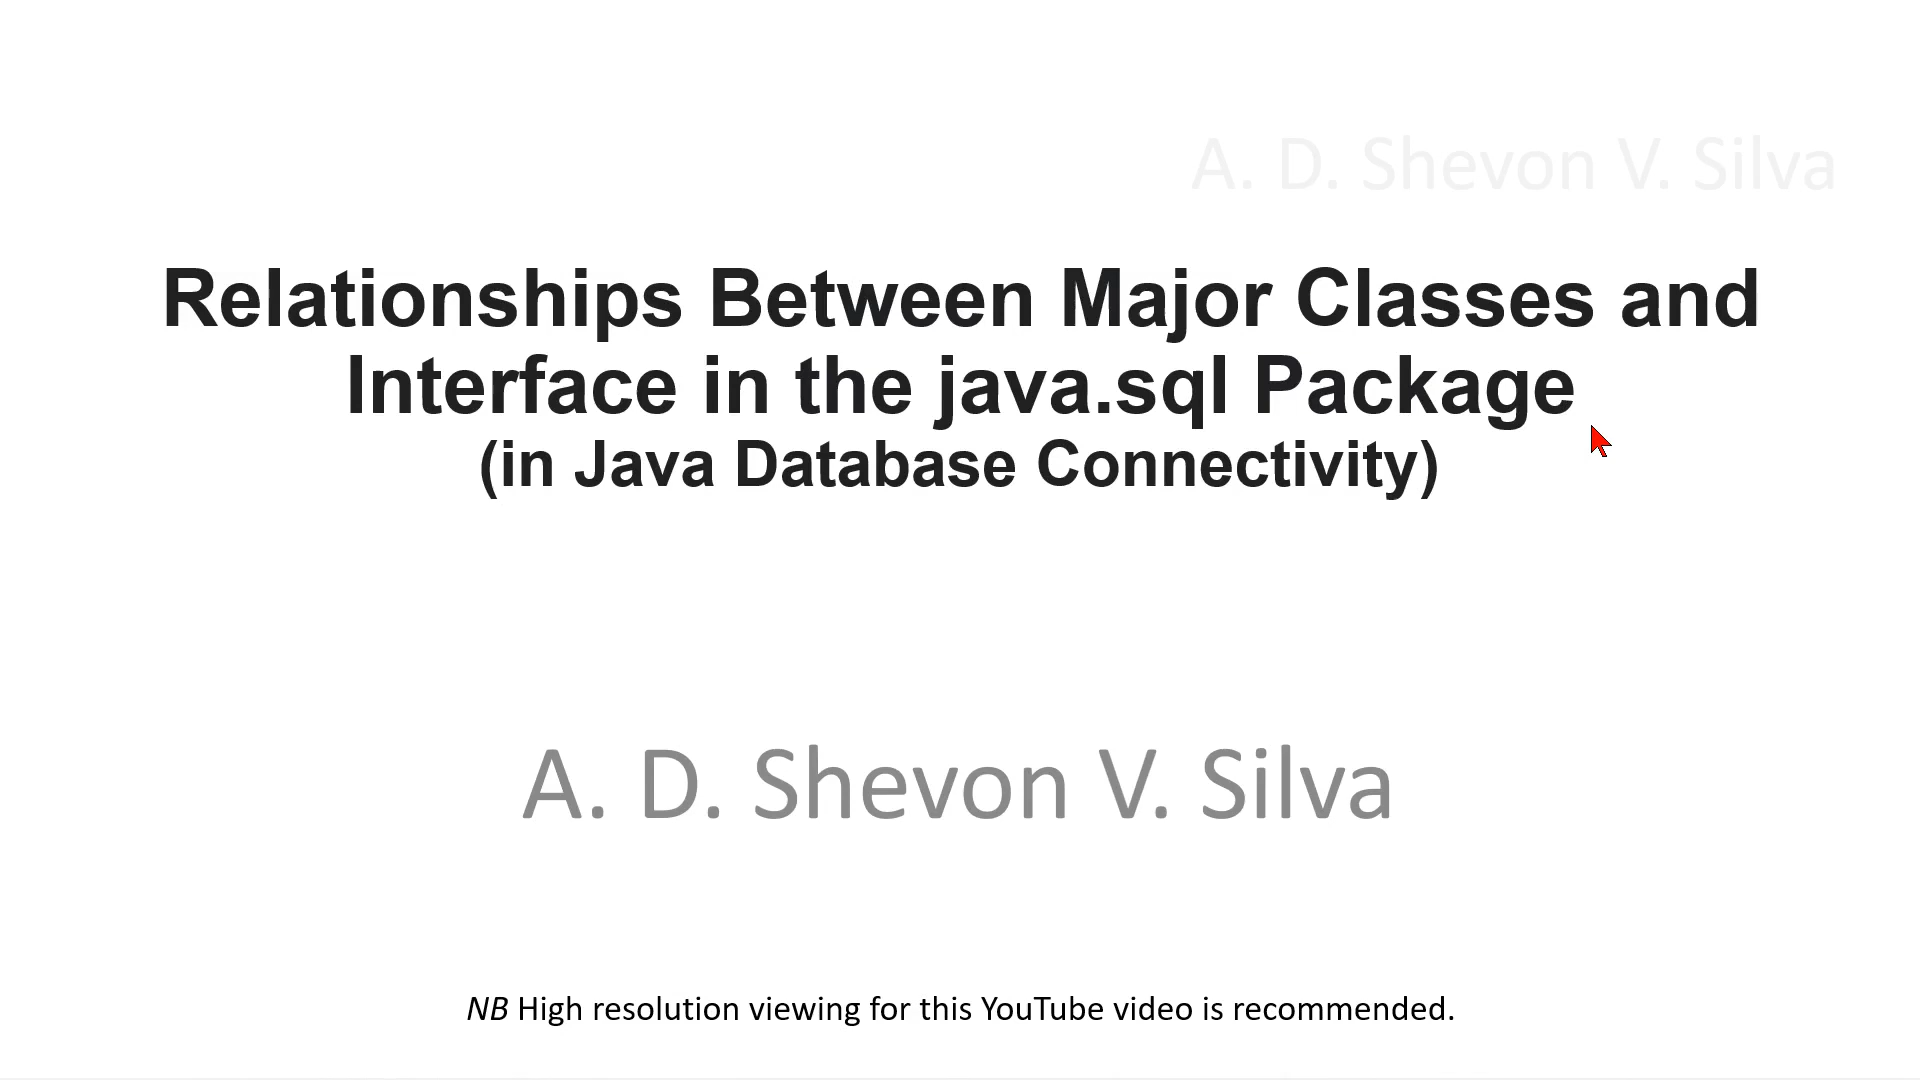 A. D. Shevon V. Silva
Relationships Between Major Classes and
Interface in the java.sql Package
(in Java Database Connectivity)
A. D. Shevon V. Silva
NB High resolution viewing for this YouTube video is recommended.